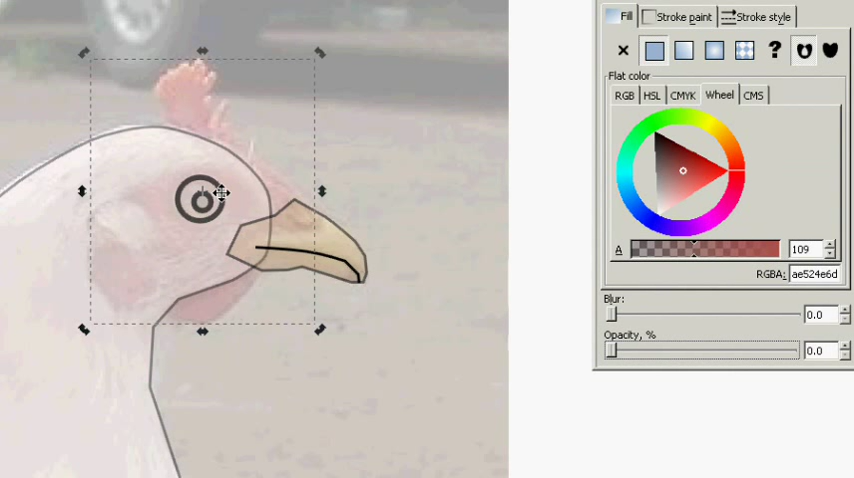 Fill Stroke paint Stroke style
?
Flat color
RGB HSL CMYK Wheel CMS
A 109
RGBA: ae524e6d
Blur:
0.0
Opacity, %
0.0